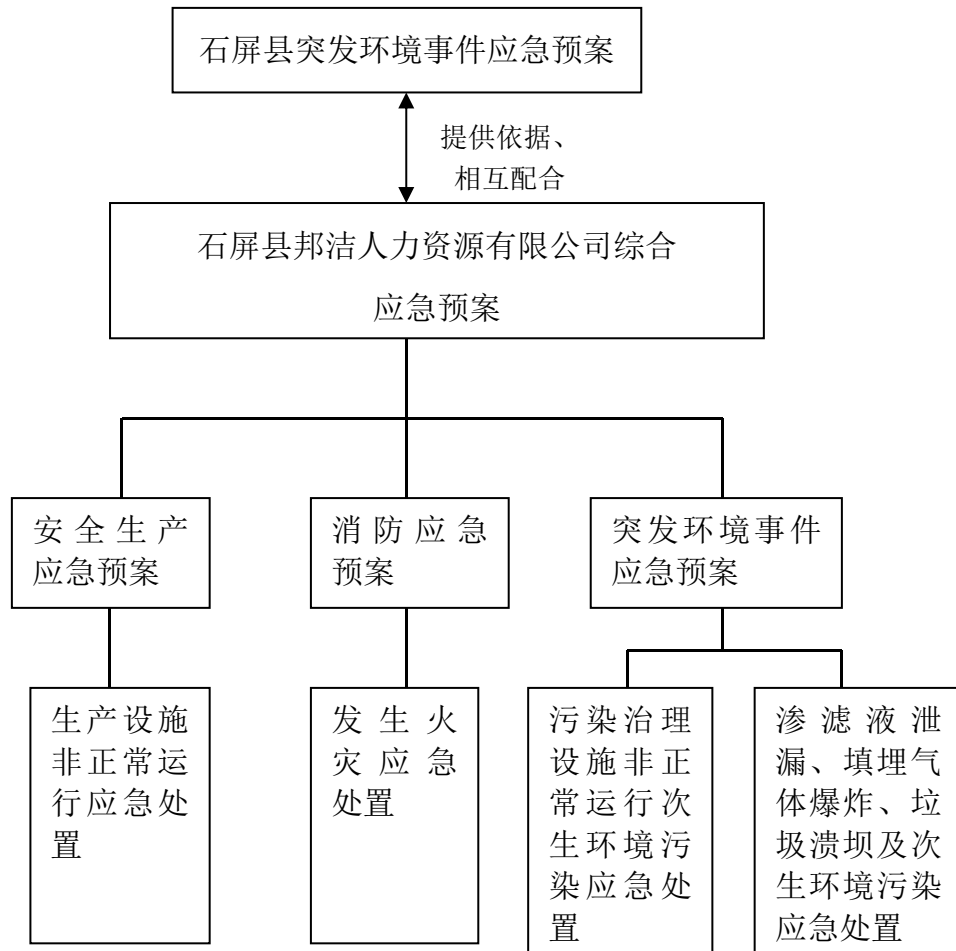 石屏县突发环境事件应急预案
提供依据、
相互配合
石屏县邦洁人力资源有限公司综合
应急预案
安全生产
应急预案
消防应急
预案
突发环境事件
应急预案
生产设施
非正常运
行应急处
置
发生火
灾应急
处置
污染治理
设施非正
常运行次
生环境污
染应急处
置
渗滤液泄
漏、填埋气
体爆炸、垃
圾溃坝及次
生环境污染
应急处置